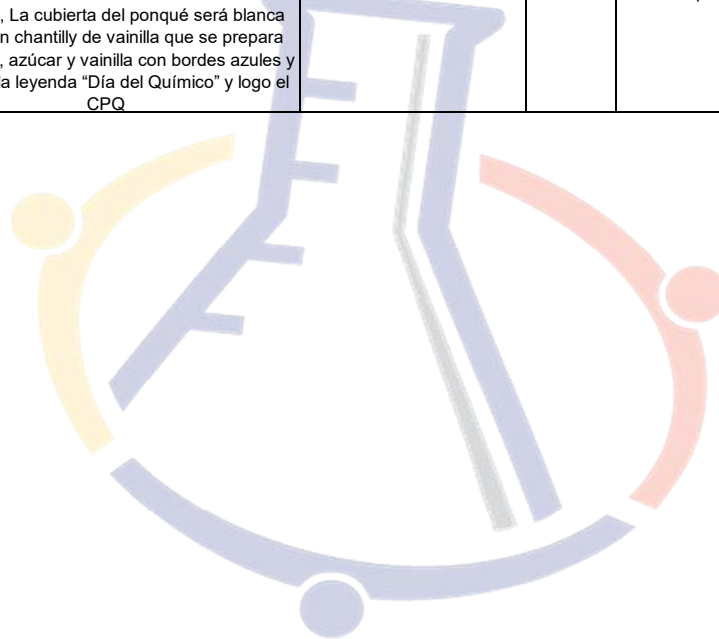 , La cubierta del ponqué será blanca
n chantilly de vainilla que se prepara
, azúcar y vainilla con bordes azules y
la leyenda “Día del Químico” y logo el
CPQ